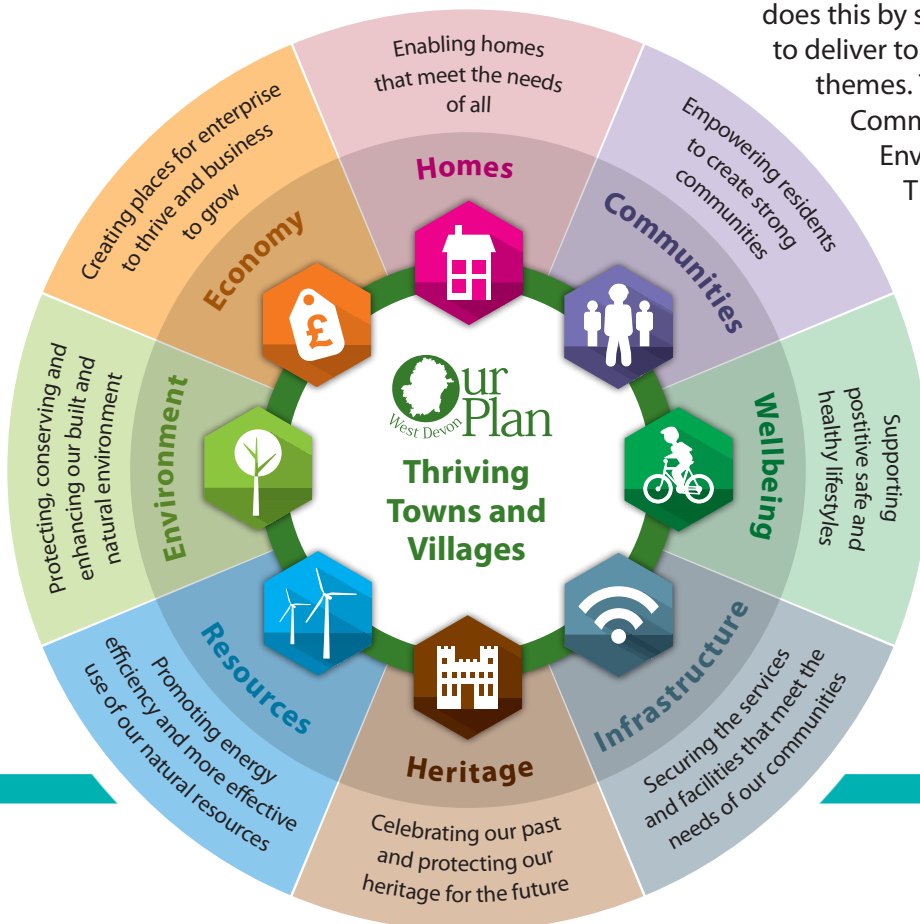 does this by s
to deliver to
themes. T
Comm
Env
T
Enabling homes
that meet the needs
of all
Homes
Empowering residents
to create strong
communities
Communities
Supporting
postitive safe and
healthy lifestyles
Wellbeing
Securing the services
and facilities that meet the
needs of our communities
Infrastructure
Celebrating our past
and protecting our
heritage for the future
Heritage
Promoting energy
efficiency and more effective
use of our natural resources
Resources
Protecting, conserving and
enhancing our built and
natural environment
Environment
Creating places for enterprise
to thrive and business
to grow
Economy
£
Our
West Devon Plan
Thriving
Towns and
Villages